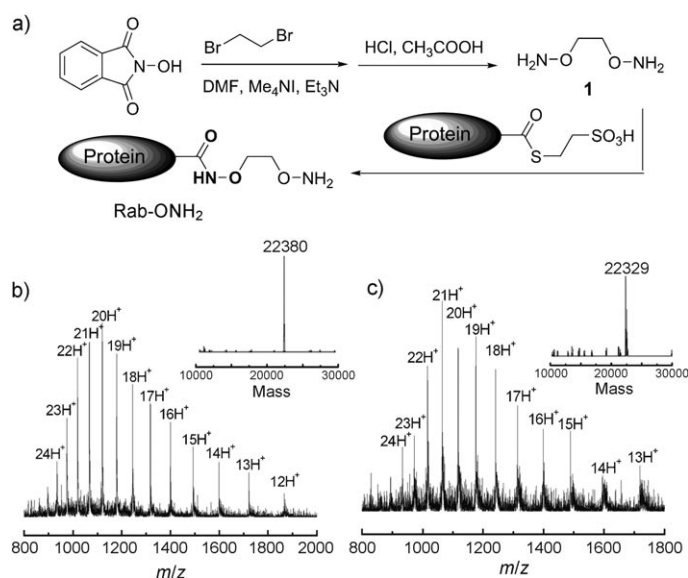 a)
O
N-OH
O
Br
Br
DMF, Me₄NI, Et₃N
HCl, CH₃COOH
H₂N
O
O
NH₂
1
Protein
O
S
SO₃H
Protein
O
HN
O
O
NH₂
Rab-ONH₂
b)
22380
10000 20000 30000
Mass
24H⁺
23H⁺
22H⁺
21H⁺
20H⁺
19H⁺
18H⁺
17H⁺
16H⁺
15H⁺
14H⁺
13H⁺
12H⁺
800 1000 1200 1400 1600 1800 2000
m/z
c)
22329
10000 20000 30000
Mass
24H⁺
23H⁺
22H⁺
21H⁺
20H⁺
19H⁺
18H⁺
17H⁺
16H⁺
15H⁺
14H⁺
13H⁺
800 1000 1200 1400 1600 1800
m/z